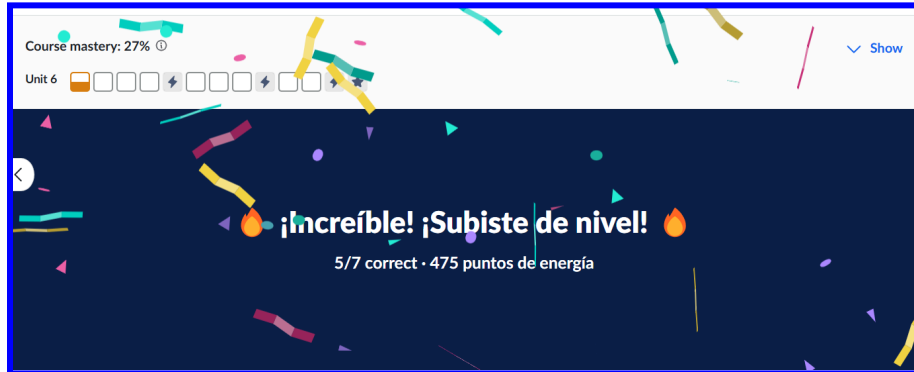 Course mastery: 27%
Show
Unit 6
¡Increíble! ¡Subiste de nivel!
5/7 correct · 475 puntos de energía